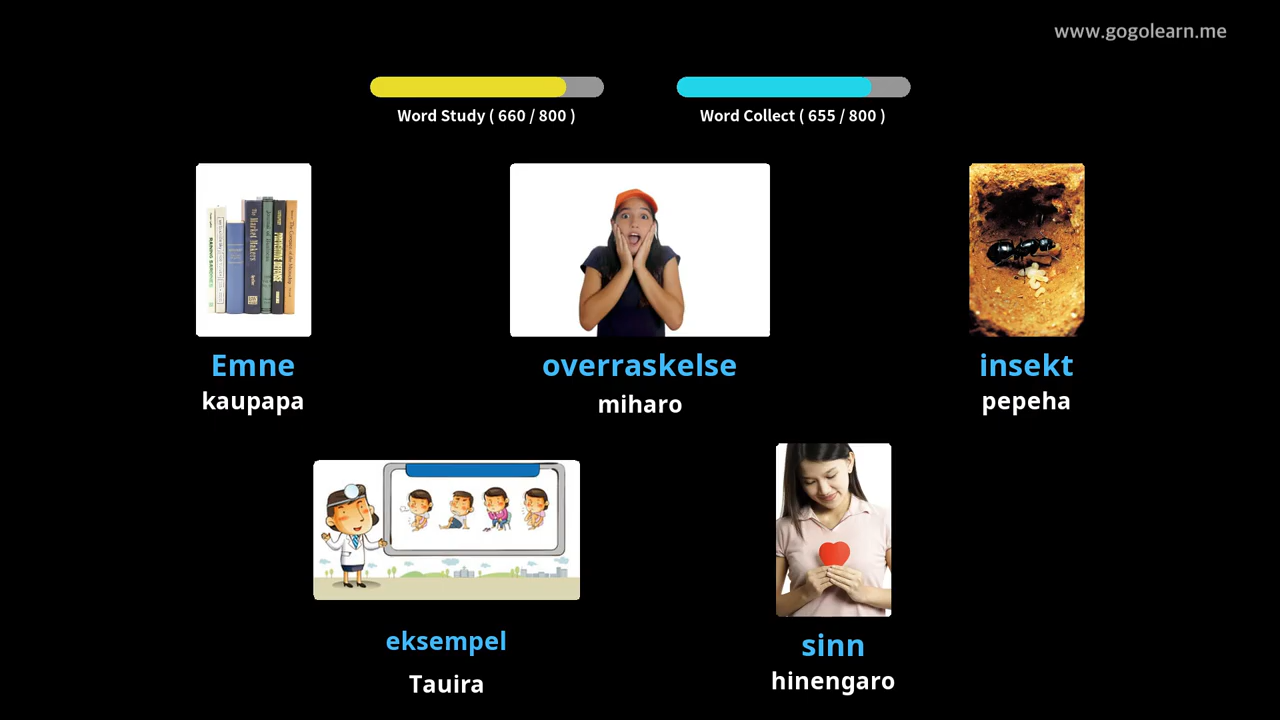 www.gogolearn.me
Word Study ( 660 / 800 )
Word Collect ( 655 / 800 )
Emne
kaupapa
overraskelse
miharo
insekt
pepeha
eksempel
Tauira
sinn
hinengaro